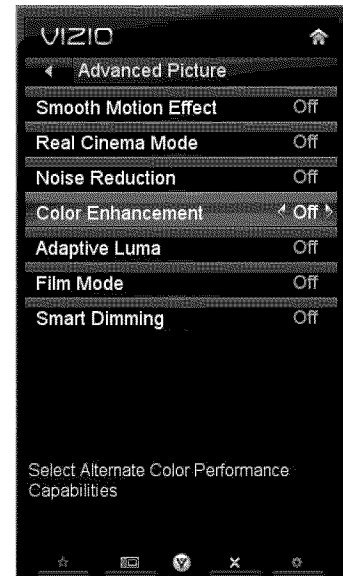 VIZIO
Advanced Picture
Smooth Motion Effect Off
Real Cinema Mode Off
Noise Reduction Off
Color Enhancement Off
Adaptive Luma Off
Film Mode Off
Smart Dimming Off
Select Alternate Color Performance
Capabilities